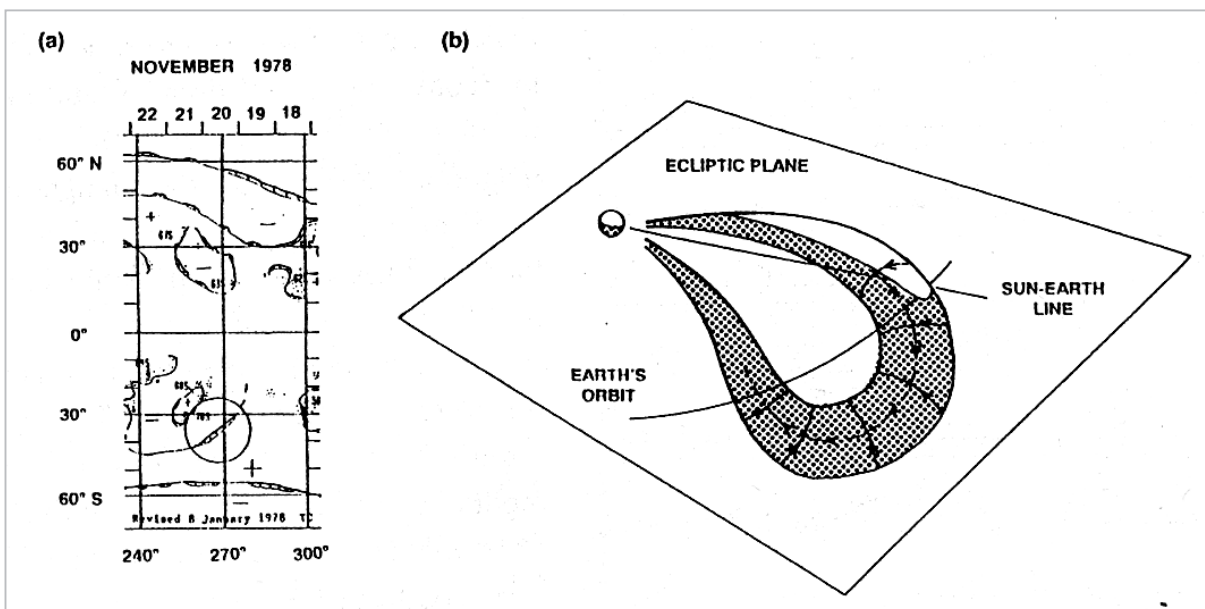 (a)
NOVEMBER 1978
22 21 20 19 18
60° N
30°
0°
30°
60° S
+
−
+
−
−
+
−
Revised 8 January 1978
240° 270° 300°
(b)
ECLIPTIC PLANE
SUN-EARTH
LINE
EARTH'S
ORBIT